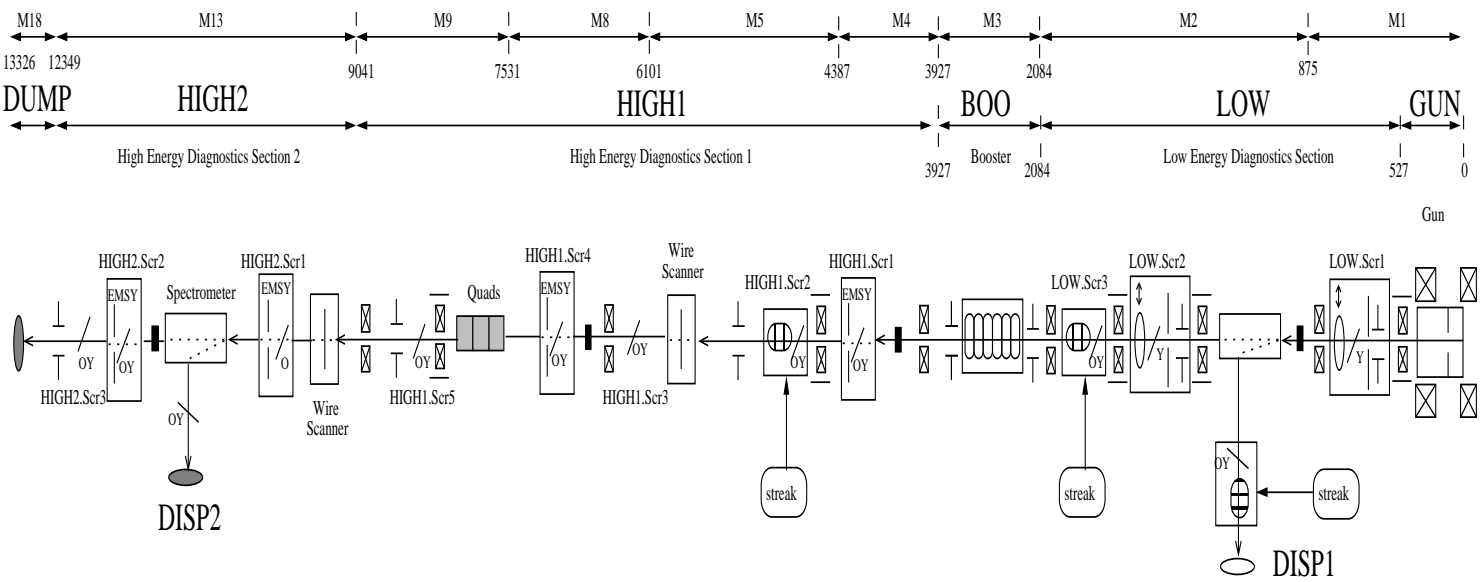 M18 M13 M9 M8 M5 M4 M3 M2 M1
13326 12349 9041 7531 6101 4387 3927 2084 875
DUMP HIGH2 HIGH1 BOO LOW GUN
High Energy Diagnostics Section 2 High Energy Diagnostics Section 1 Booster Low Energy Diagnostics Section
3927 2084 527 0
Gun
HIGH2.Scr2 Spectrometer HIGH2.Scr1 Quads HIGH1.Scr4 Wire Scanner HIGH1.Scr2 HIGH1.Scr1 LOW.Scr3 LOW.Scr2 LOW.Scr1
EMSY EMSY EMSY EMSY
OY OY O OY OY OY OY OY OY Y Y
HIGH2.Scr3 Wire Scanner HIGH1.Scr5 HIGH1.Scr3
OY OY
streak streak streak
DISP2 DISP1